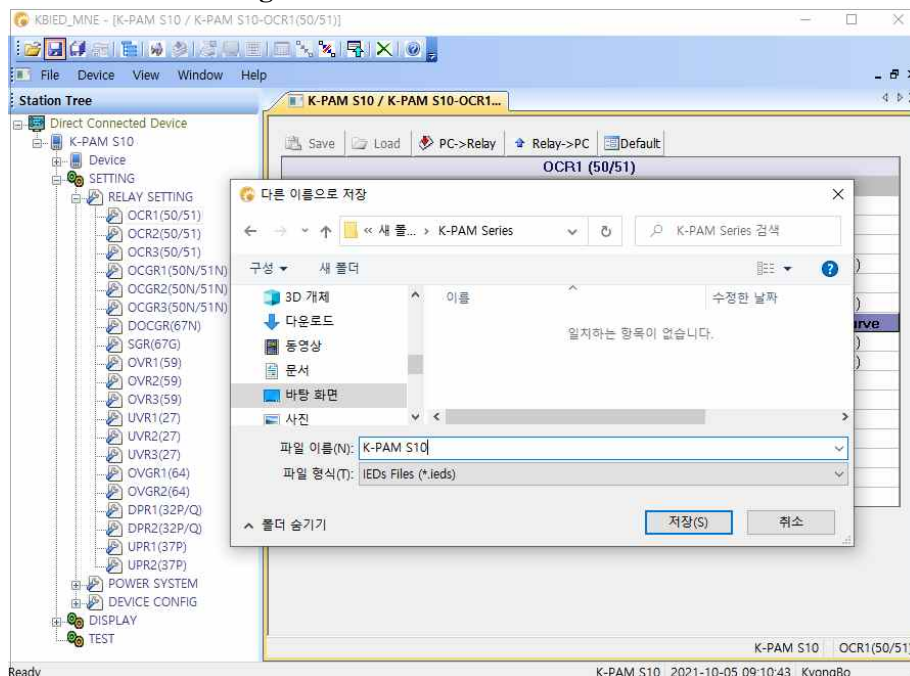 KBIED_MNE - [K-PAM S10 / K-PAM S10-OCR1(50/51)]
File Device View Window Help
Station Tree
K-PAM S10 / K-PAM S10-OCR1...
Direct Connected Device
K-PAM S10
Device
SETTING
RELAY SETTING
OCR1(50/51)
OCR2(50/51)
OCR3(50/51)
OCGR1(50N/51N)
OCGR2(50N/51N)
OCGR3(50N/51N)
DOCGR(67N)
SGR(67G)
OVR1(59)
OVR2(59)
OVR3(59)
UVR1(27)
UVR2(27)
UVR3(27)
OVGR1(64)
OVGR2(64)
DPR1(32P/Q)
DPR2(32P/Q)
UPR1(37P)
UPR2(37P)
POWER SYSTEM
DEVICE CONFIG
DISPLAY
TEST
Save Load PC->Relay Relay->PC Default
OCR1 (50/51)
다른 이름으로 저장
« 새 폴... › K-PAM Series
K-PAM Series 검색
구성 새 폴더
3D 개체
다운로드
동영상
문서
바탕 화면
사진
이름 수정한 날짜
일치하는 항목이 없습니다.
파일 이름(N): K-PAM S10
파일 형식(T): IEDs Files (*.ieds)
폴더 숨기기
저장(S) 취소
K-PAM S10 OCR1(50/51
Ready K-PAM S10 2021-10-05 09:10:43 KyongBo